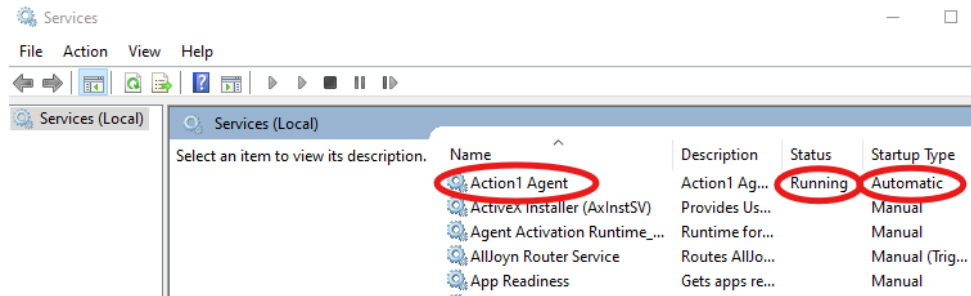 Services
File Action View Help
Services (Local)
Services (Local)
Select an item to view its description.
Name Description Status Startup Type
Action1 Agent Action1 Ag... Running Automatic
ActiveX Installer (AxInstSV) Provides Us... Manual
Agent Activation Runtime_... Runtime for... Manual
AllJoyn Router Service Routes AllJo... Manual (Trig...
App Readiness Gets apps re... Manual